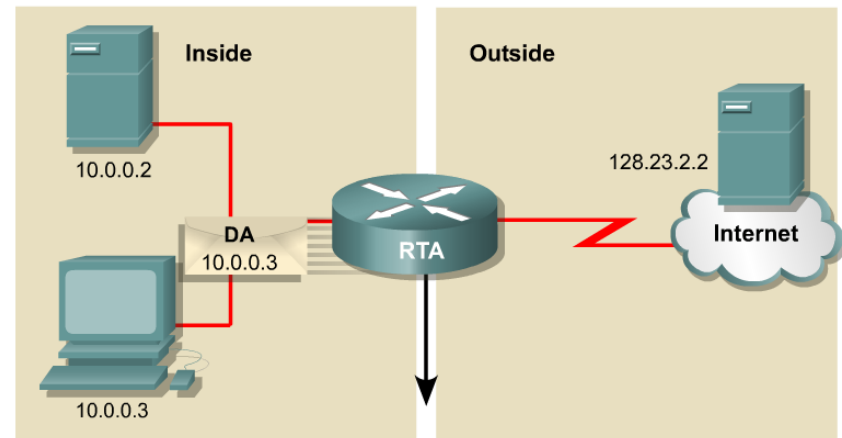 Inside
Outside
10.0.0.2
128.23.2.2
DA
10.0.0.3
RTA
Internet
10.0.0.3